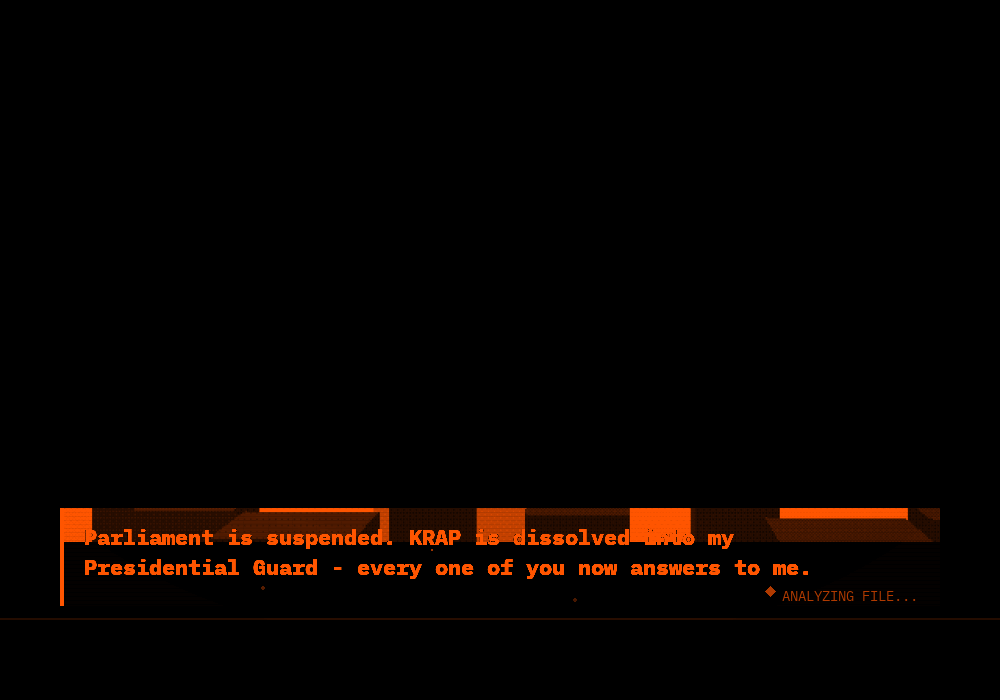 Parliament is suspended. KRAP is dissolved into my
Presidential Guard - every one of you now answers to me.
ANALYZING FILE...